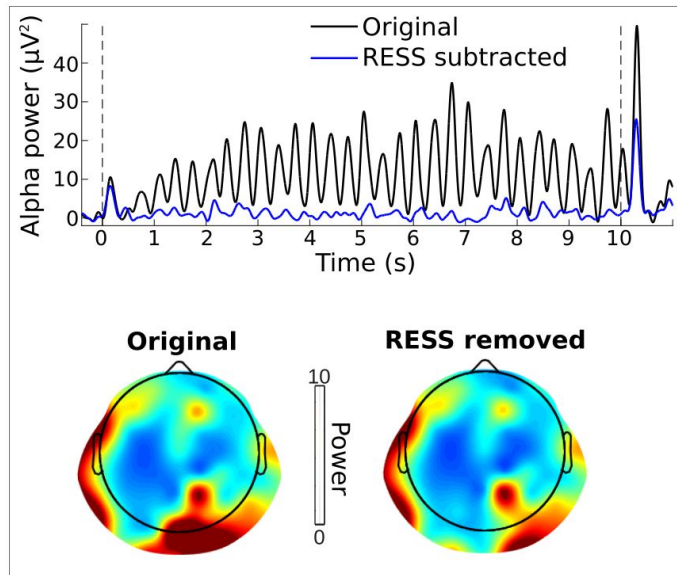 Original
RESS subtracted
Alpha power (µV²)
40
30
20
10
0
0 1 2 3 4 5 6 7 8 9 10
Time (s)
Original
RESS removed
10
Power
0